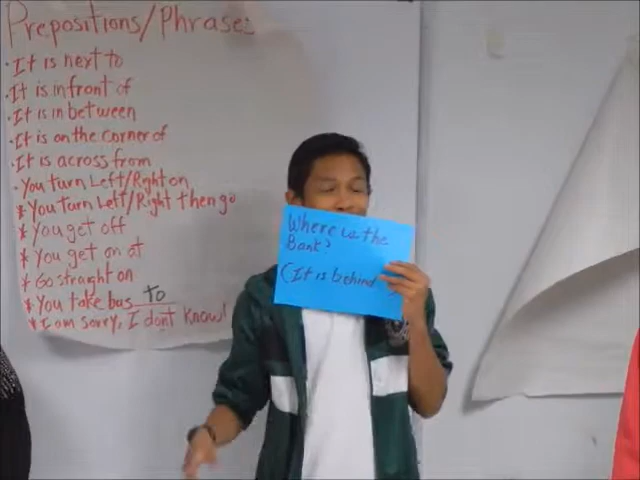 Prepositions/Phrases
• It is next to
• It is infront of
• It is in between
• It is on the corner of
• It is across from
• You turn Left/Right on
* You turn Left/Right then go
* You get off
* You get on at
* Go straight on
* You take bus ___ to
* I am sorry, I don't know!
Where is the
Bank?
(It is behind